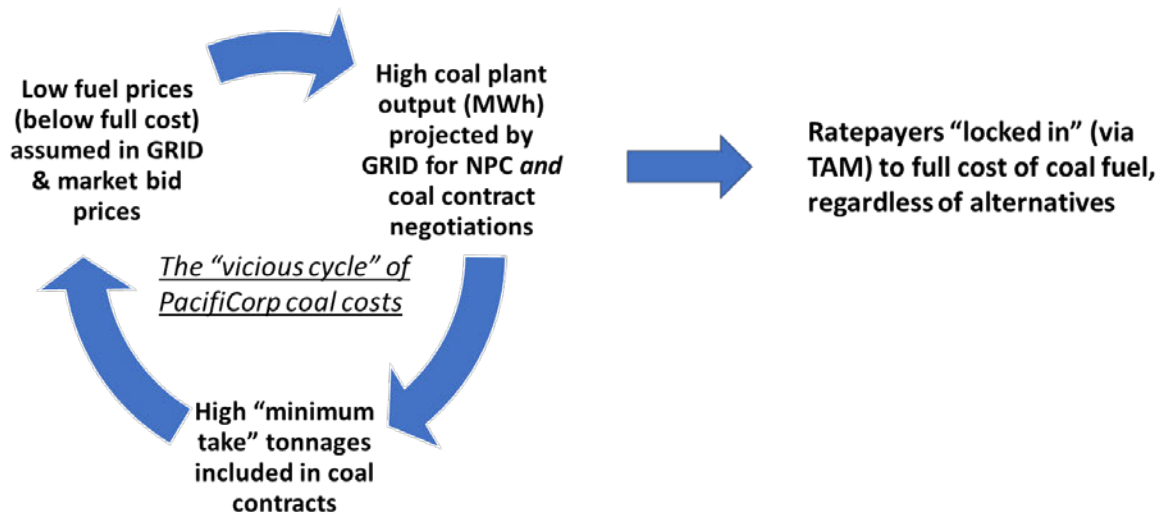 Low fuel prices
(below full cost)
assumed in GRID
& market bid
prices
High coal plant
output (MWh)
projected by
GRID for NPC and
coal contract
negotiations
Ratepayers “locked in” (via
TAM) to full cost of coal fuel,
regardless of alternatives
The “vicious cycle” of
PacifiCorp coal costs
High “minimum
take” tonnages
included in coal
contracts